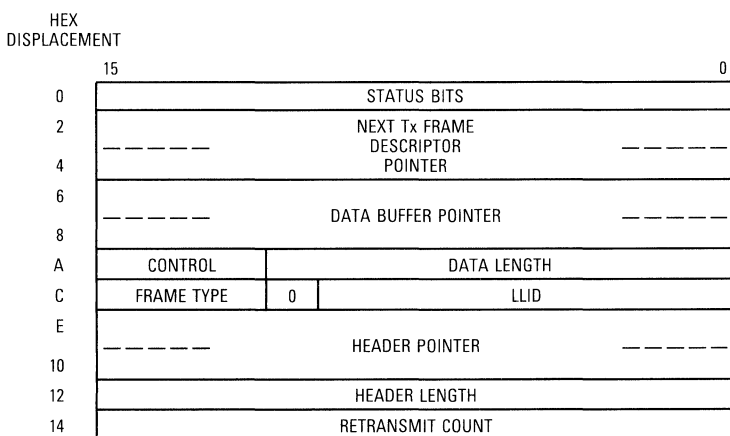 HEX
DISPLACEMENT
15 0
0 STATUS BITS
2 NEXT Tx FRAME
DESCRIPTOR
4 POINTER
6
DATA BUFFER POINTER
8
A CONTROL DATA LENGTH
C FRAME TYPE 0 LLID
E
HEADER POINTER
10
12 HEADER LENGTH
14 RETRANSMIT COUNT